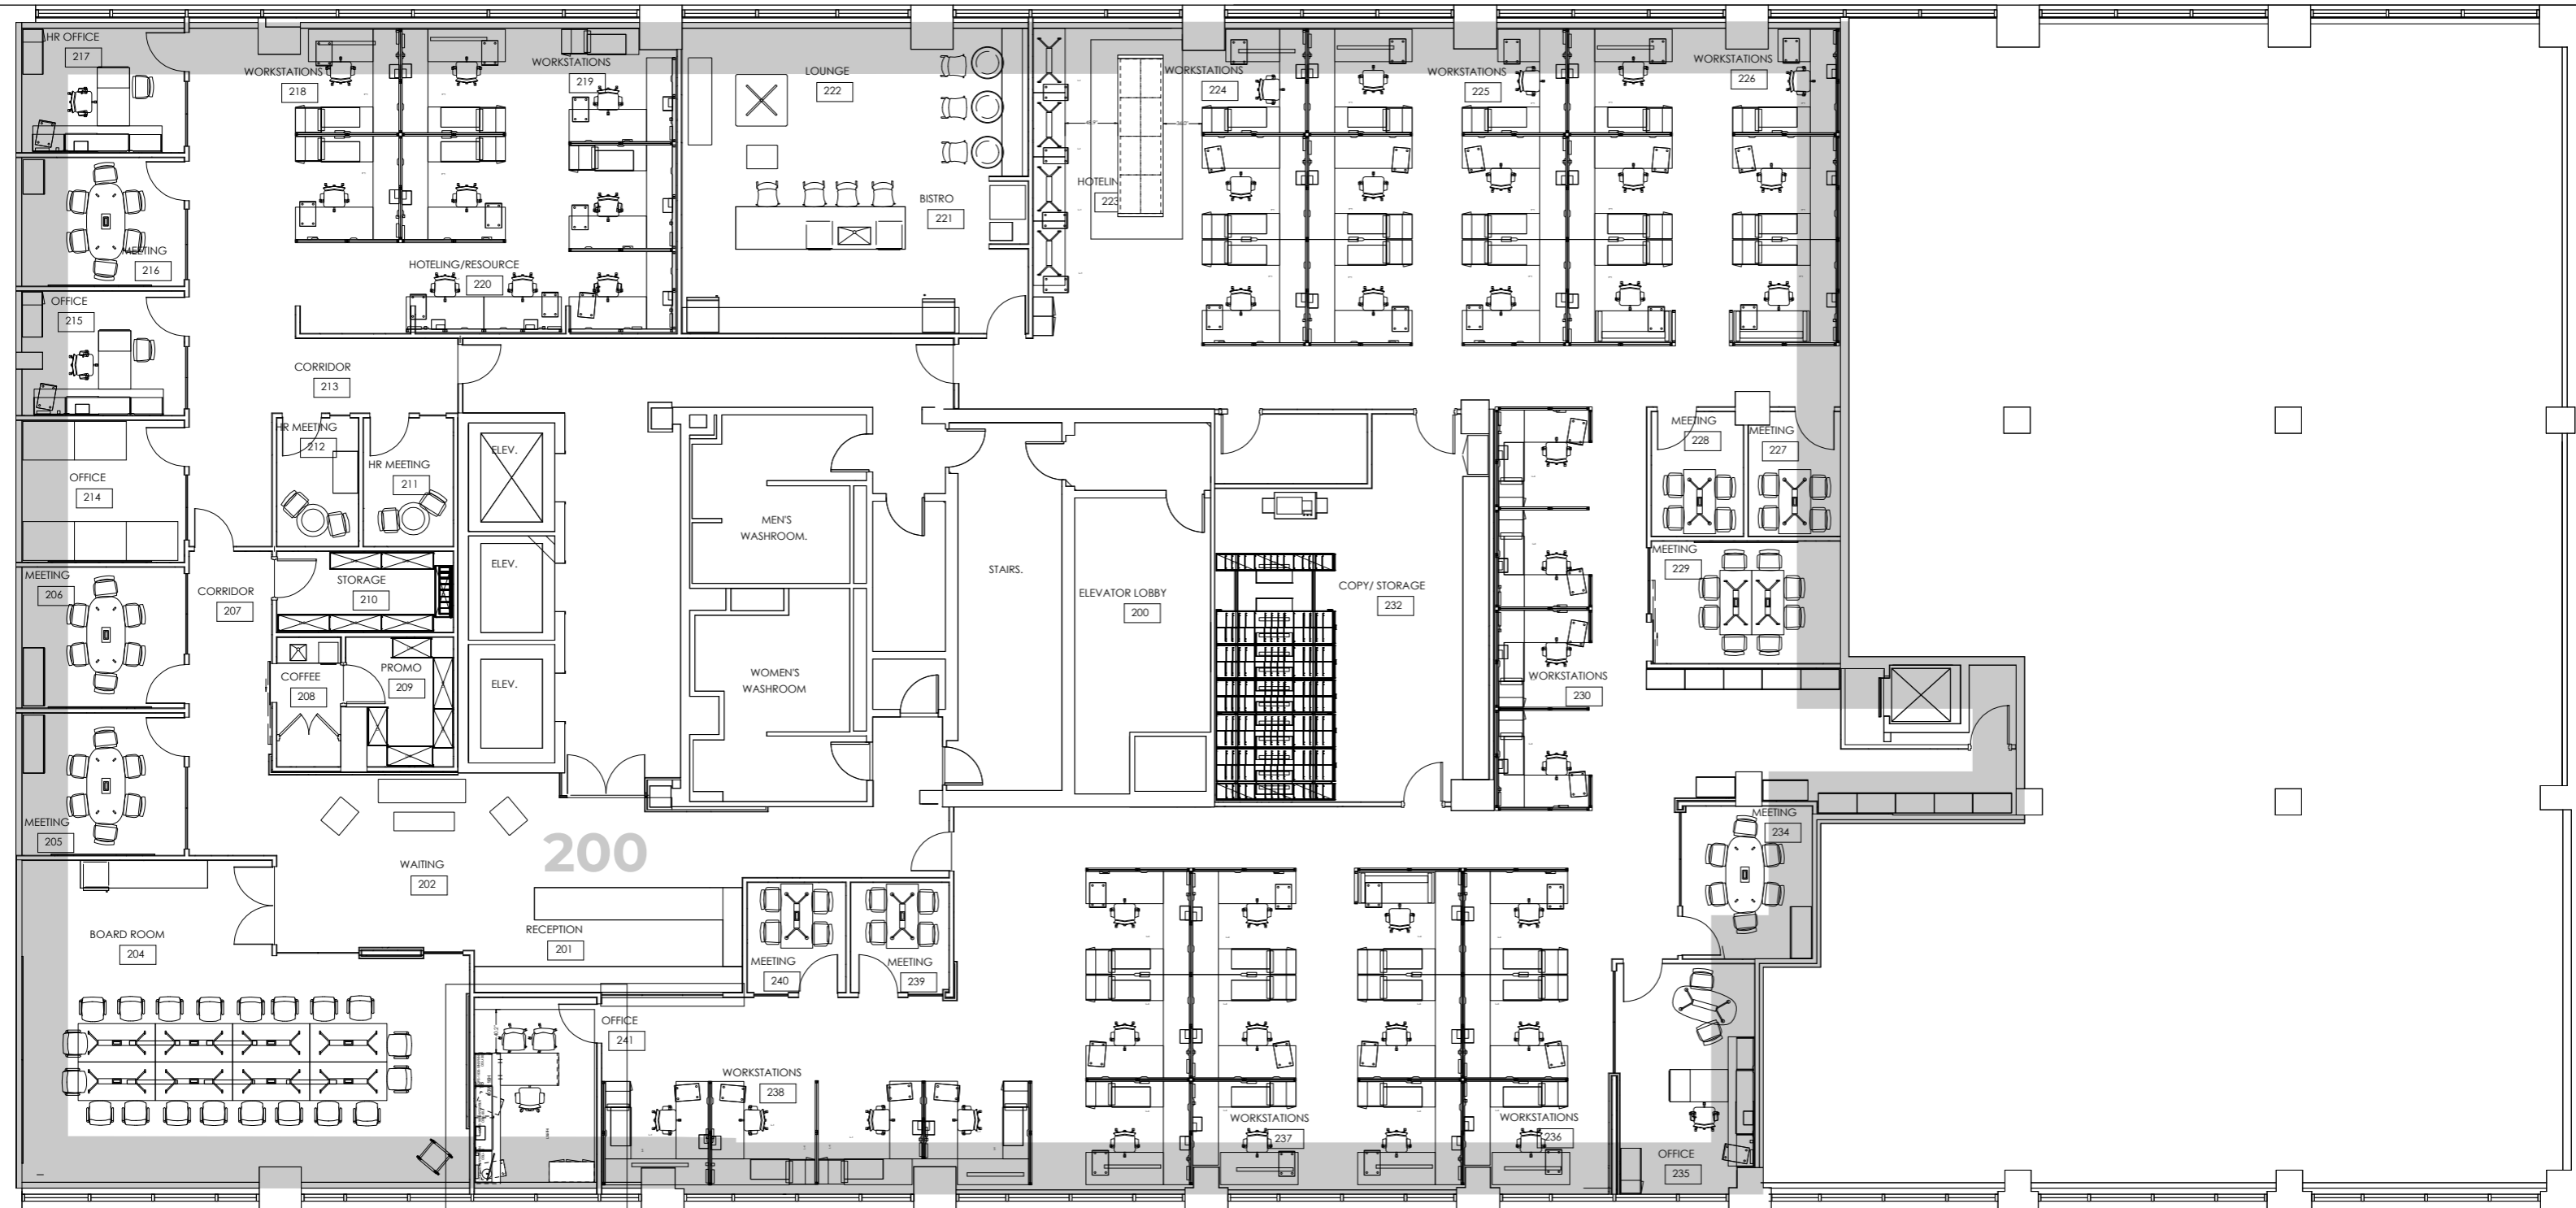 HR OFFICE
217
WORKSTATIONS
218
WORKSTATIONS
219
LOUNGE
222
BISTRO
221
HOTELIN
223
WORKSTATIONS
224
WORKSTATIONS
225
WORKSTATIONS
226
MEETING
216
HOTELING/RESOURCE
220
OFFICE
215
CORRIDOR
213
HR MEETING
212
HR MEETING
211
OFFICE
214
ELEV.
MEN'S
WASHROOM.
STAIRS.
ELEVATOR LOBBY
200
COPY/ STORAGE
232
MEETING
228
MEETING
227
MEETING
229
MEETING
206
CORRIDOR
207
STORAGE
210
ELEV.
COFFEE
208
PROMO
209
ELEV.
WOMEN'S
WASHROOM
WORKSTATIONS
230
MEETING
205
WAITING
202
200
MEETING
234
BOARD ROOM
204
RECEPTION
201
MEETING
240
MEETING
239
OFFICE
241
WORKSTATIONS
238
WORKSTATIONS
237
WORKSTATIONS
236
OFFICE
235